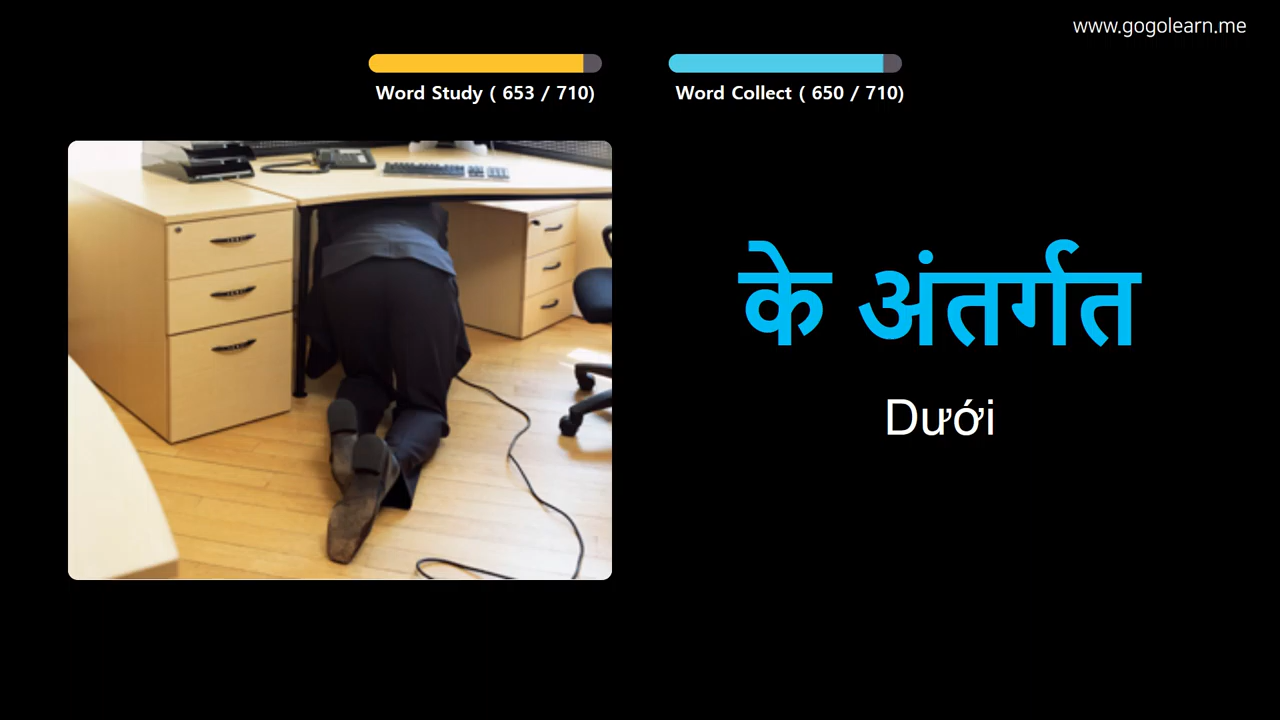 www.gogolearn.me
Word Study ( 653 / 710)
Word Collect ( 650 / 710)
के अंतर्गत
Dưới